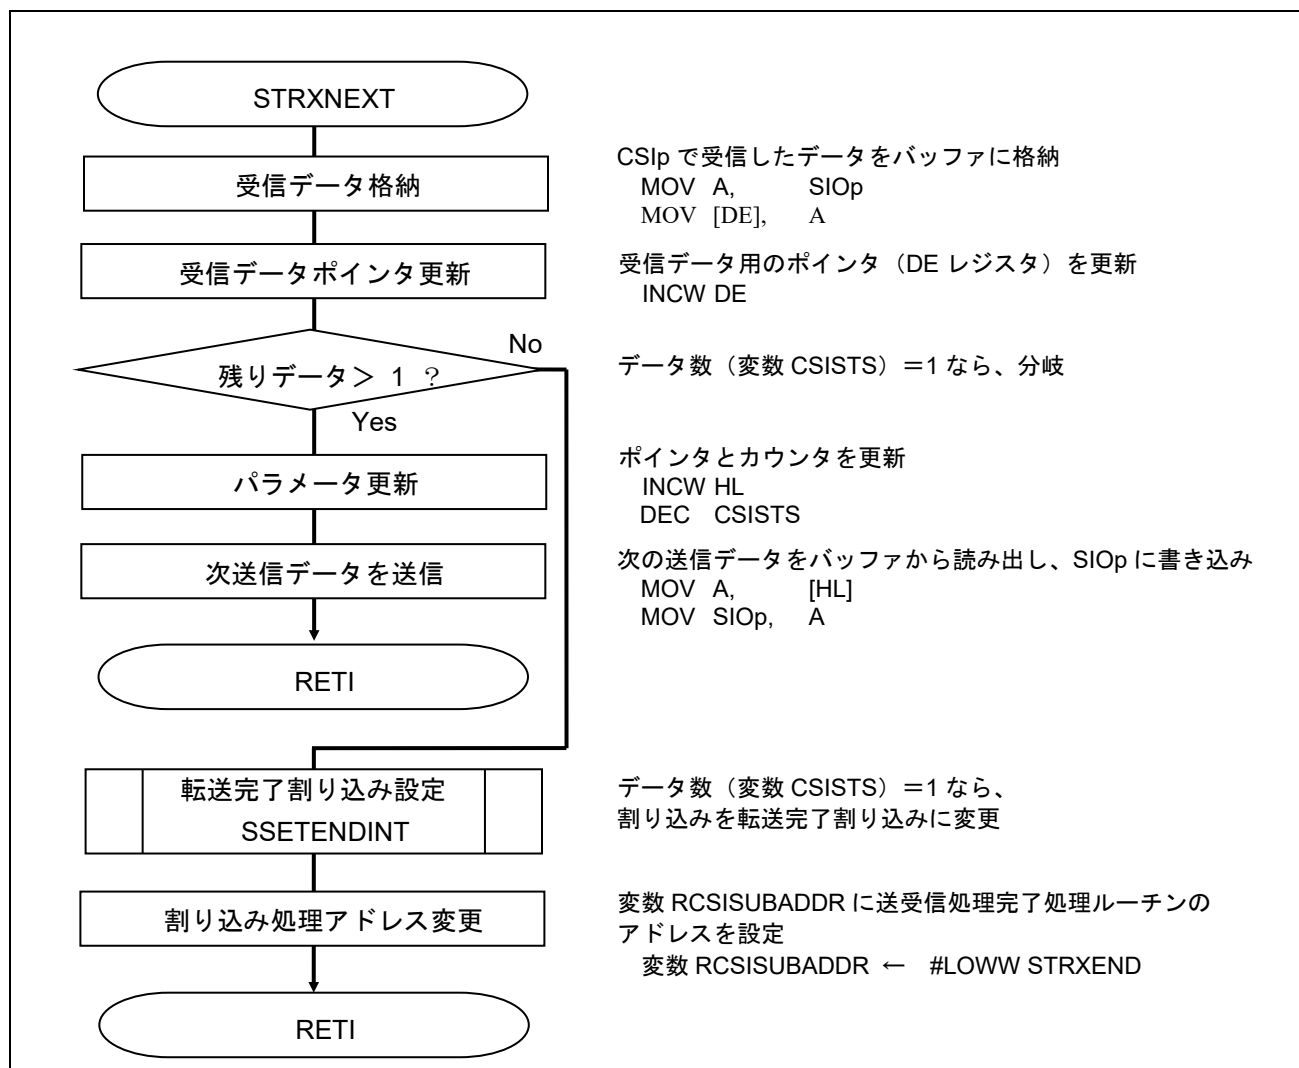 STRXNEXT
CSIp で受信したデータをバッファに格納
受信データ格納
MOV A, SIOp
MOV [DE], A
受信データポインタ更新
受信データ用のポインタ（DE レジスタ）を更新
INCW DE
No
残りデータ＞ 1 ？
データ数（変数 CSISTS）＝1 なら、分岐
Yes
ポインタとカウンタを更新
パラメータ更新
INCW HL
DEC CSISTS
次送信データを送信
次の送信データをバッファから読み出し、SIOp に書き込み
MOV A, [HL]
MOV SIOp, A
RETI
転送完了割り込み設定
SSETENDINT
データ数（変数 CSISTS）＝1 なら、
割り込みを転送完了割り込みに変更
割り込み処理アドレス変更
変数 RCSISUBADDR に送受信処理完了処理ルーチンの
アドレスを設定
変数 RCSISUBADDR ← #LOWW STRXEND
RETI